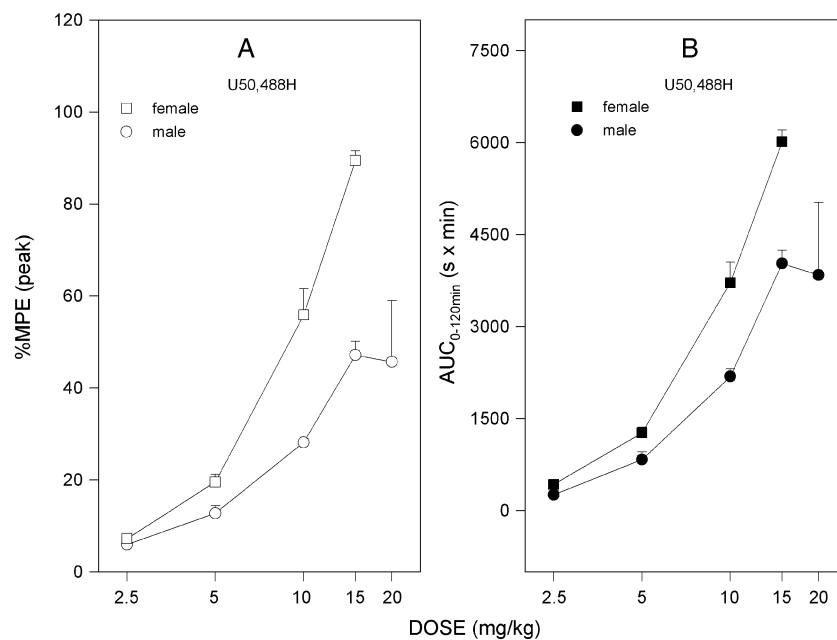 A
U50,488H
female
male
120
100
80
60
40
20
0
%MPE (peak)
2.5 5 10 15 20
B
U50,488H
female
male
7500
6000
4500
3000
1500
0
AUC0-120min (s x min)
2.5 5 10 15 20
DOSE (mg/kg)